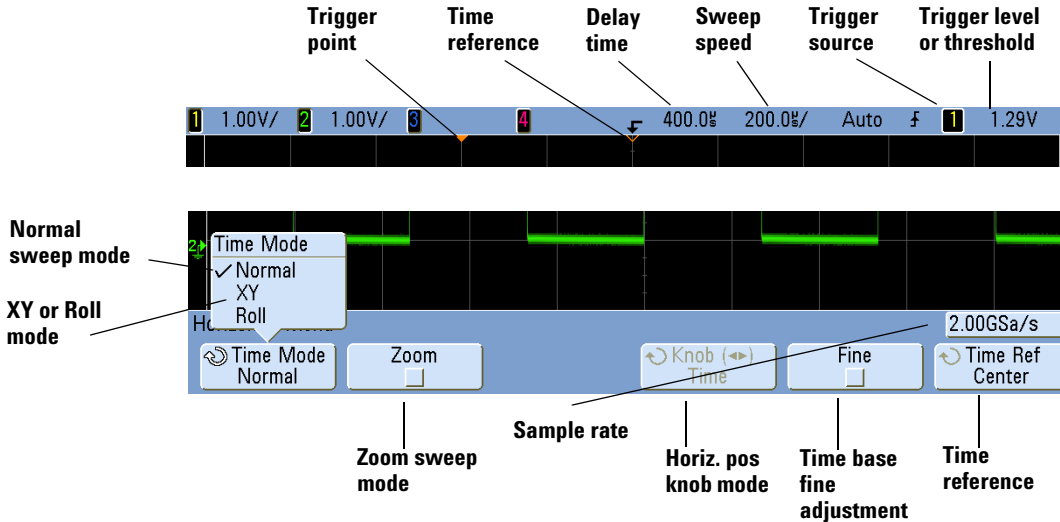 Trigger point
Time reference
Delay time
Sweep speed
Trigger source
Trigger level or threshold
1 1.00V/ 2 1.00V/ 3 4 400.0µs 200.0µs/ Auto 1 1.29V
Normal sweep mode
XY or Roll mode
2
Time Mode
✓ Normal
XY
Roll
2.00GSa/s
Time Mode
Normal
Zoom
Knob (◄►)
Time
Fine
Time Ref
Center
Sample rate
Zoom sweep mode
Horiz. pos knob mode
Time base fine adjustment
Time reference